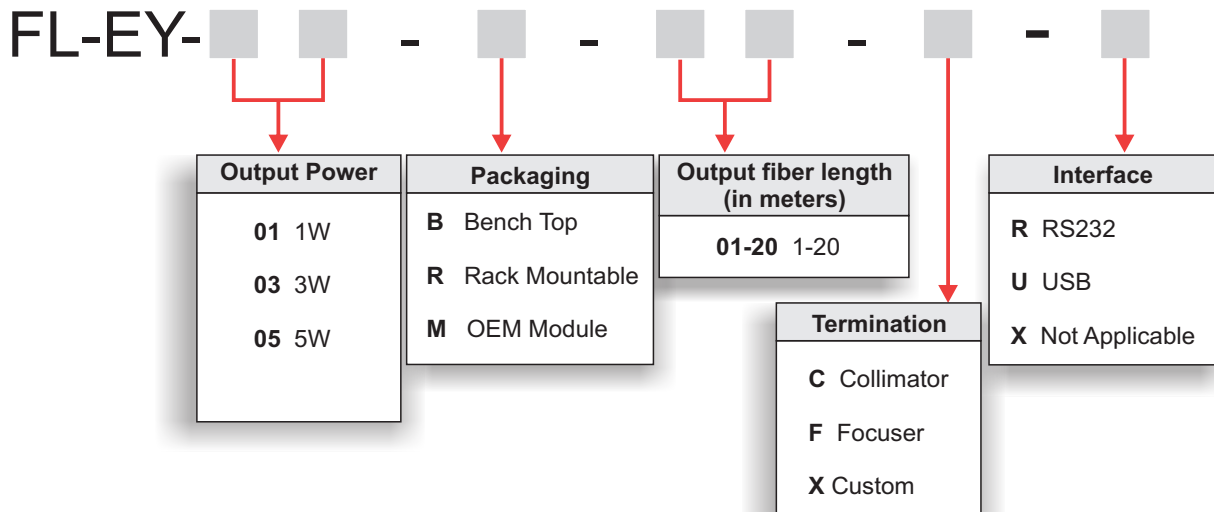 FL-EY- - - - -
Output Power
01 1W
03 3W
05 5W
Packaging
B Bench Top
R Rack Mountable
M OEM Module
Output fiber length
(in meters)
01-20 1-20
Termination
C Collimator
F Focuser
X Custom
Interface
R RS232
U USB
X Not Applicable